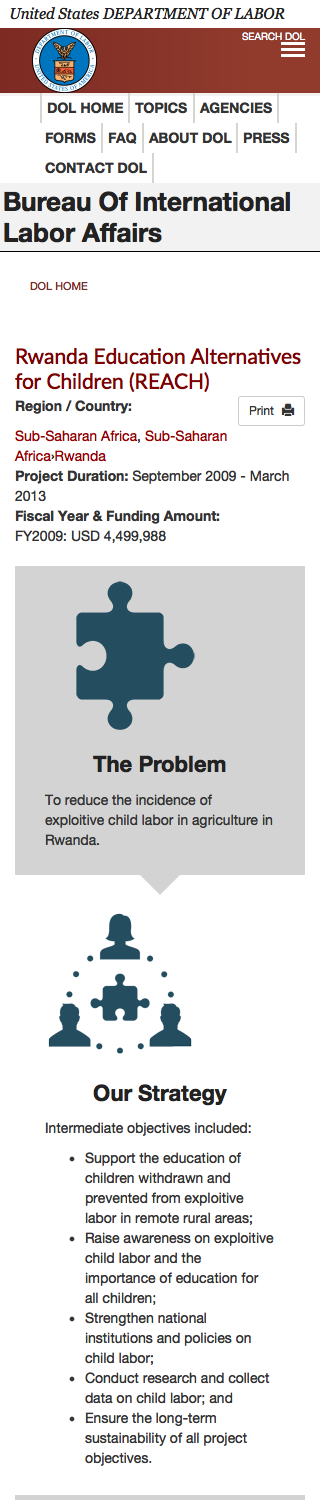 United States DEPARTMENT OF LABOR
SEARCH DOL
DOL HOME TOPICS AGENCIES
FORMS FAQ ABOUT DOL PRESS
CONTACT DOL
Bureau Of International
Labor Affairs
DOL HOME
Rwanda Education Alternatives
for Children (REACH)
Region / Country:
Print
Sub-Saharan Africa, Sub-Saharan
Africa›Rwanda
Project Duration: September 2009 - March
2013
Fiscal Year & Funding Amount:
FY2009: USD 4,499,988
The Problem
To reduce the incidence of
exploitive child labor in agriculture in
Rwanda.
Our Strategy
Intermediate objectives included:
• Support the education of
children withdrawn and
prevented from exploitive
labor in remote rural areas;
• Raise awareness on exploitive
child labor and the
importance of education for
all children;
• Strengthen national
institutions and policies on
child labor;
• Conduct research and collect
data on child labor; and
• Ensure the long-term
sustainability of all project
objectives.